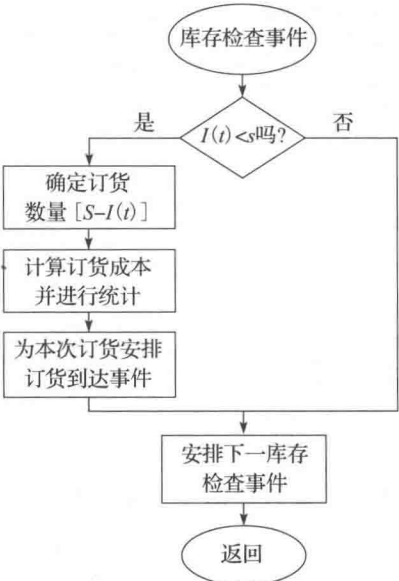 库存检查事件
是
I(t)<s吗?
否
确定订货
数量[S-I(t)]
计算订货成本
并进行统计
为本次订货安排
订货到达事件
安排下一库存
检查事件
返回